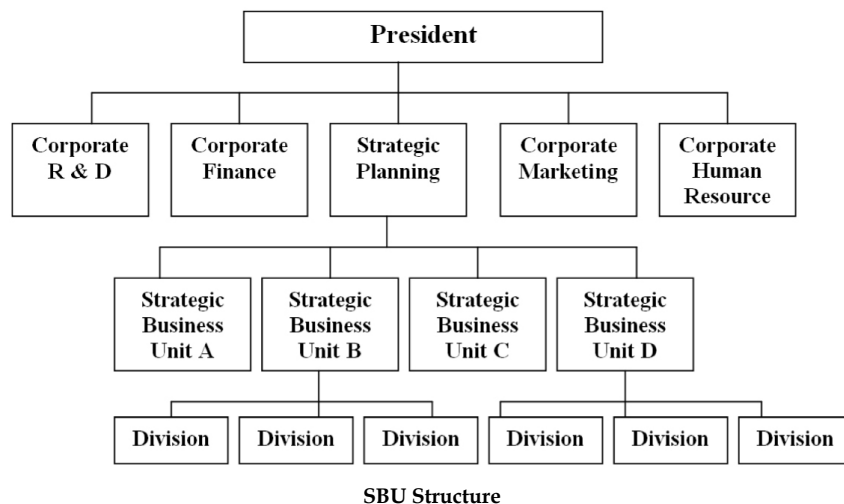 President
Corporate
R & D
Corporate
Finance
Strategic
Planning
Corporate
Marketing
Corporate
Human
Resource
Strategic
Business
Unit A
Strategic
Business
Unit B
Strategic
Business
Unit C
Strategic
Business
Unit D
Division
Division
Division
Division
Division
Division
SBU Structure